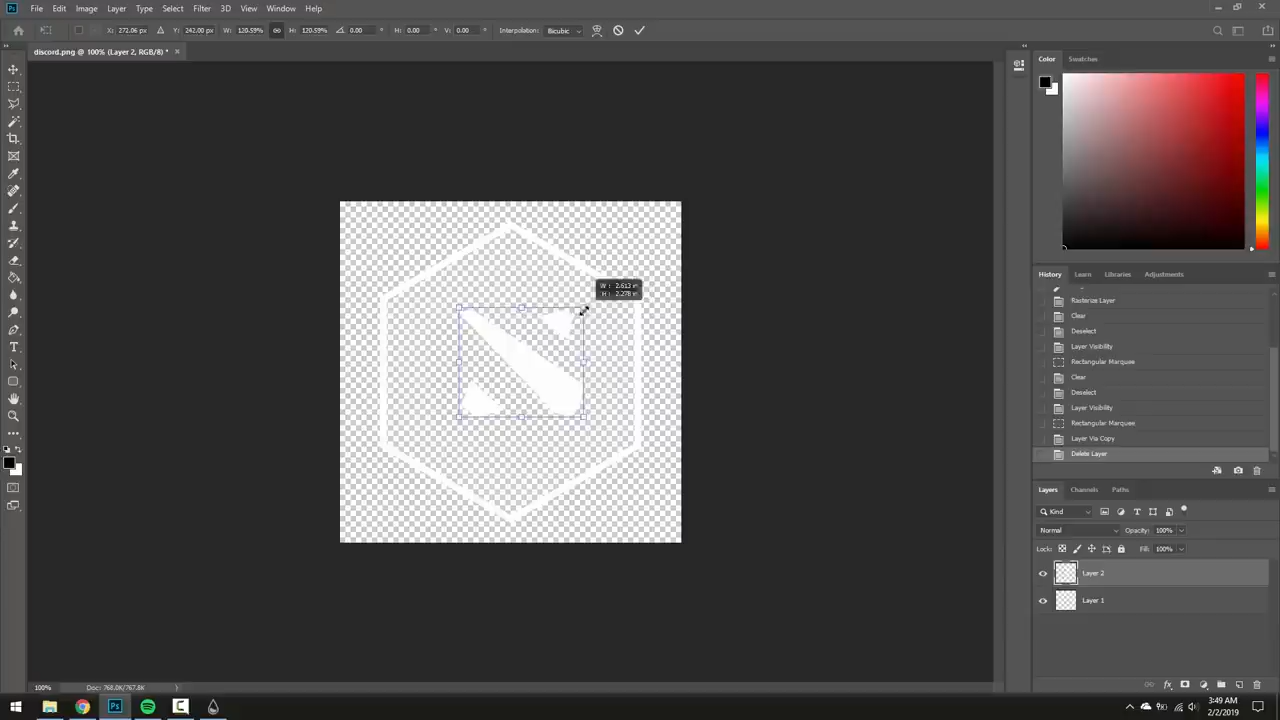 File Edit Image Layer Type Select Filter 3D View Window Help
X: 272.06 px Y: 242.00 px W: 120.59% H: 120.59% 0.00 H: 0.00 V: 0.00 Interpolation: Bicubic
discord.png @ 100% (Layer 2, RGB/8) *
Color Swatches
W: 2.613 in
H: 2.278 in
History Learn Libraries Adjustments
Rasterize Layer
Clear
Deselect
Layer Visibility
Rectangular Marquee
Clear
Deselect
Layer Visibility
Rectangular Marquee
Layer Via Copy
Delete Layer
Layers Channels Paths
Kind
Normal Opacity: 100%
Lock: Fill: 100%
Layer 2
Layer 1
100% Doc: 768.0K/767.8K
Ps
3:49 AM
2/2/2019